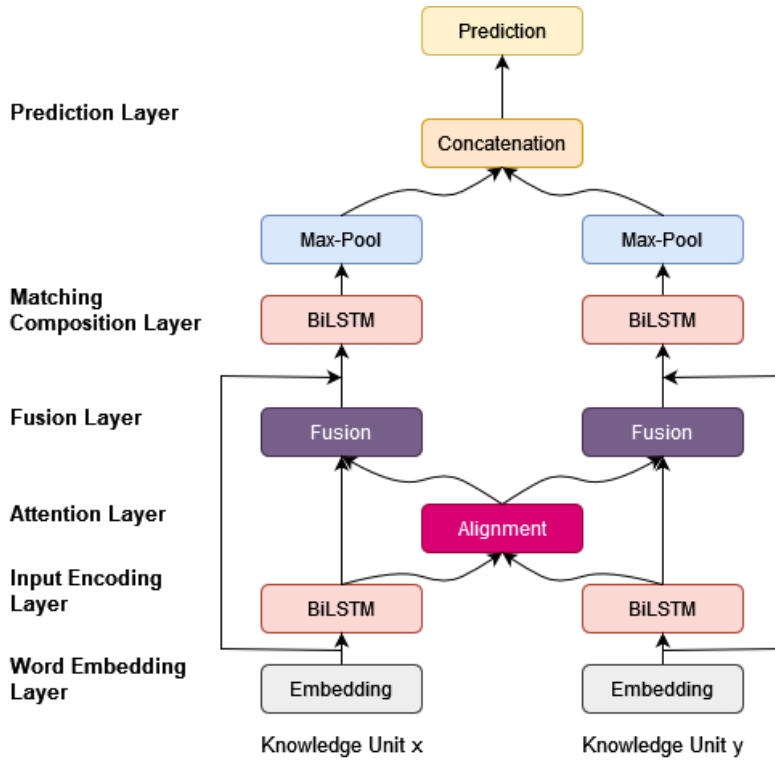 Prediction
Prediction Layer
Concatenation
Max-Pool
Max-Pool
Matching
Composition Layer
BiLSTM
BiLSTM
Fusion Layer
Fusion
Fusion
Attention Layer
Alignment
Input Encoding
Layer
BiLSTM
BiLSTM
Word Embedding
Layer
Embedding
Embedding
Knowledge Unit x
Knowledge Unit y